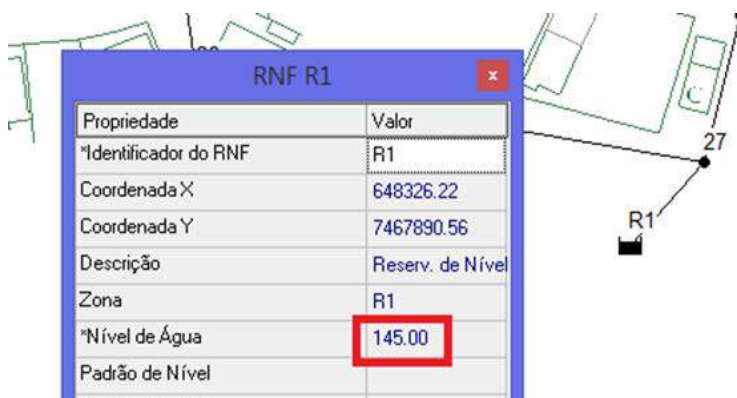 RNF R1
x
Propriedade Valor
*Identificador do RNF R1
Coordenada X 648326.22
Coordenada Y 7467890.56
Descrição Reserv. de Nível
Zona R1
*Nível de Água 145.00
Padrão de Nível
C
27
R1